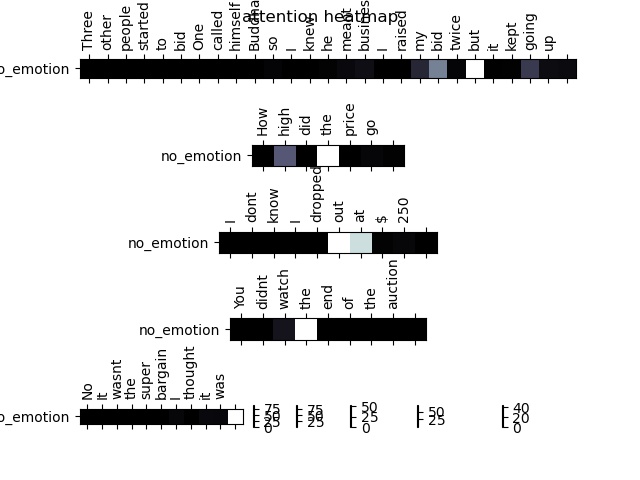 attention heatmap
Three other people started to bid One called himself Buddha so I knew he meant business I raised my bid twice but it kept going up
no_emotion
How high did the price go
no_emotion
I dont know I dropped out at $ 250
no_emotion
You didnt watch the end of the auction
no_emotion
No It wasnt the super bargain I thought it was
no_emotion
75 50 25 0
75 50 25
50 25 0
50 25
40 20 0